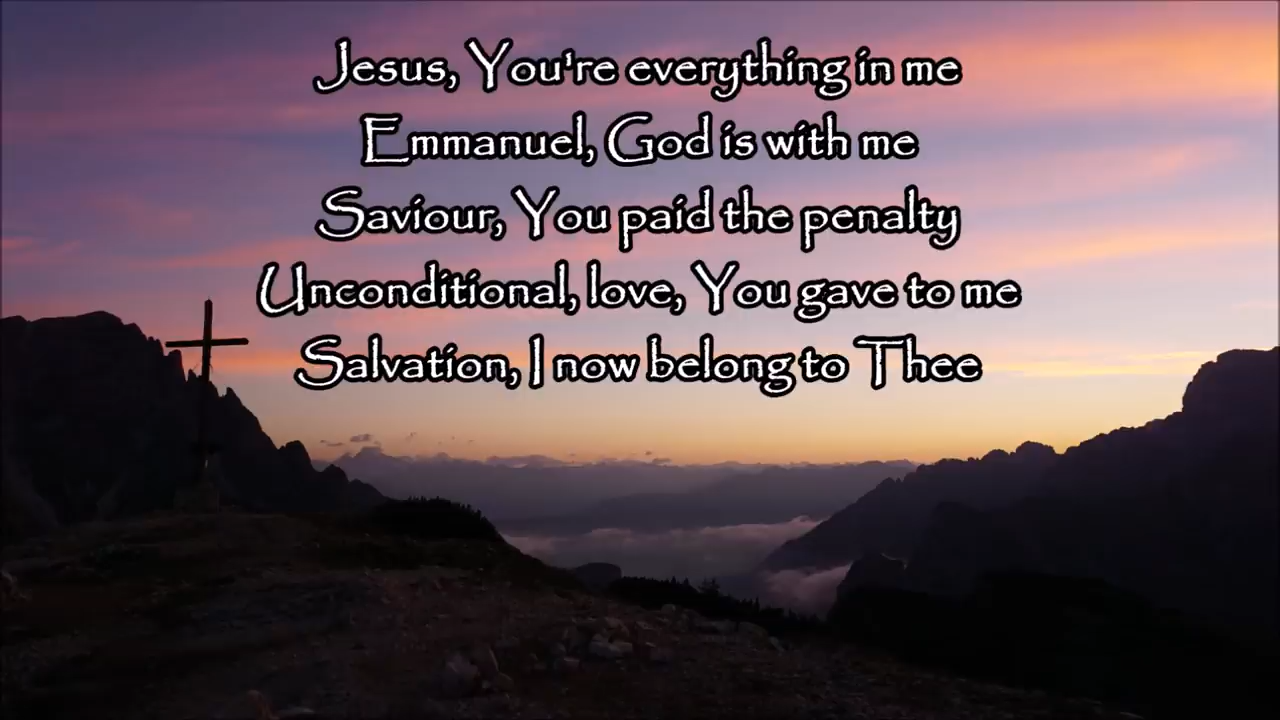 Jesus, You're everything in me
Emmanuel, God is with me
Saviour, You paid the penalty
Unconditional, love, You gave to me
Salvation, I now belong to Thee